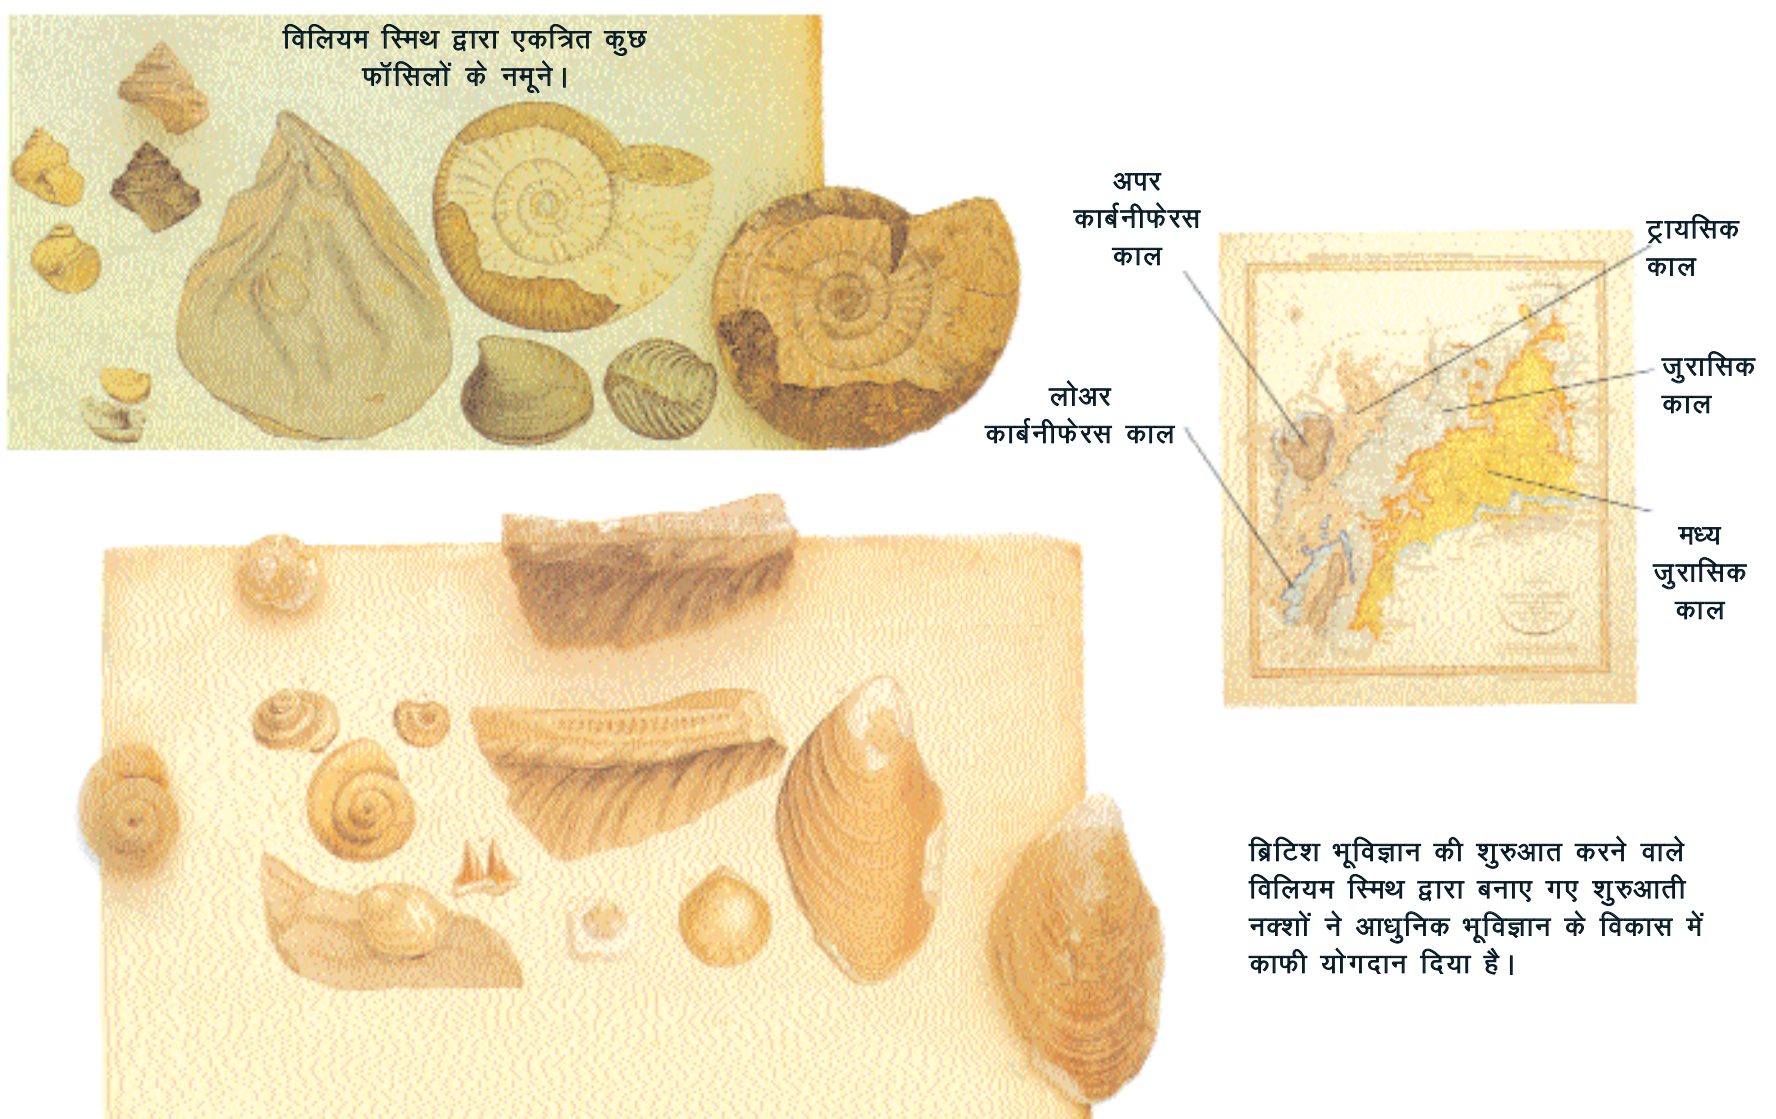 विलियम स्मिथ द्वारा एकत्रित कुछ
फॉसिलों के नमूने।
अपर
कार्बनीफेरस
काल
ट्रायसिक
काल
जुरासिक
काल
लोअर
कार्बनीफेरस काल
मध्य
जुरासिक
काल
ब्रिटिश भूविज्ञान की शुरुआत करने वाले
विलियम स्मिथ द्वारा बनाए गए शुरुआती
नक्शों ने आधुनिक भूविज्ञान के विकास में
काफी योगदान दिया है।